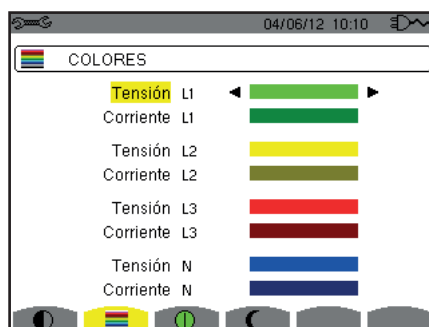 04/06/12 10:10
COLORES
Tensión L1
Corriente L1
Tensión L2
Corriente L2
Tensión L3
Corriente L3
Tensión N
Corriente N